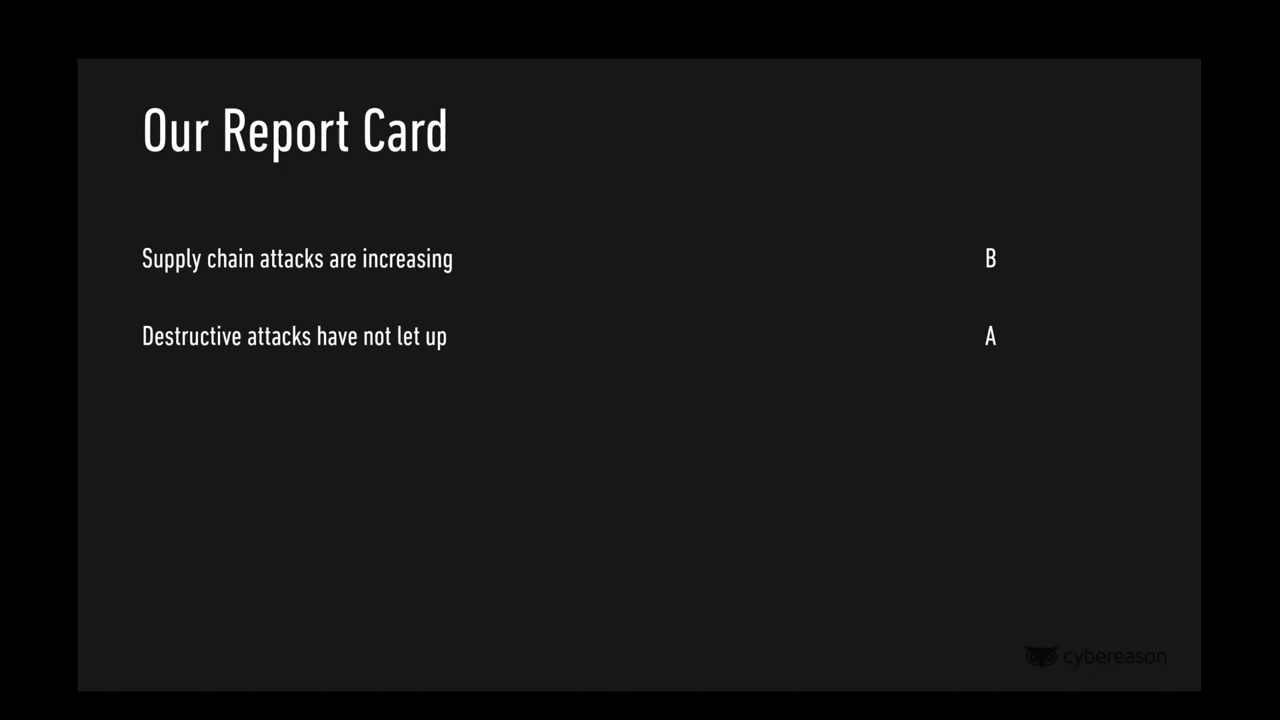 Our Report Card
Supply chain attacks are increasing B
Destructive attacks have not let up A
cybereason